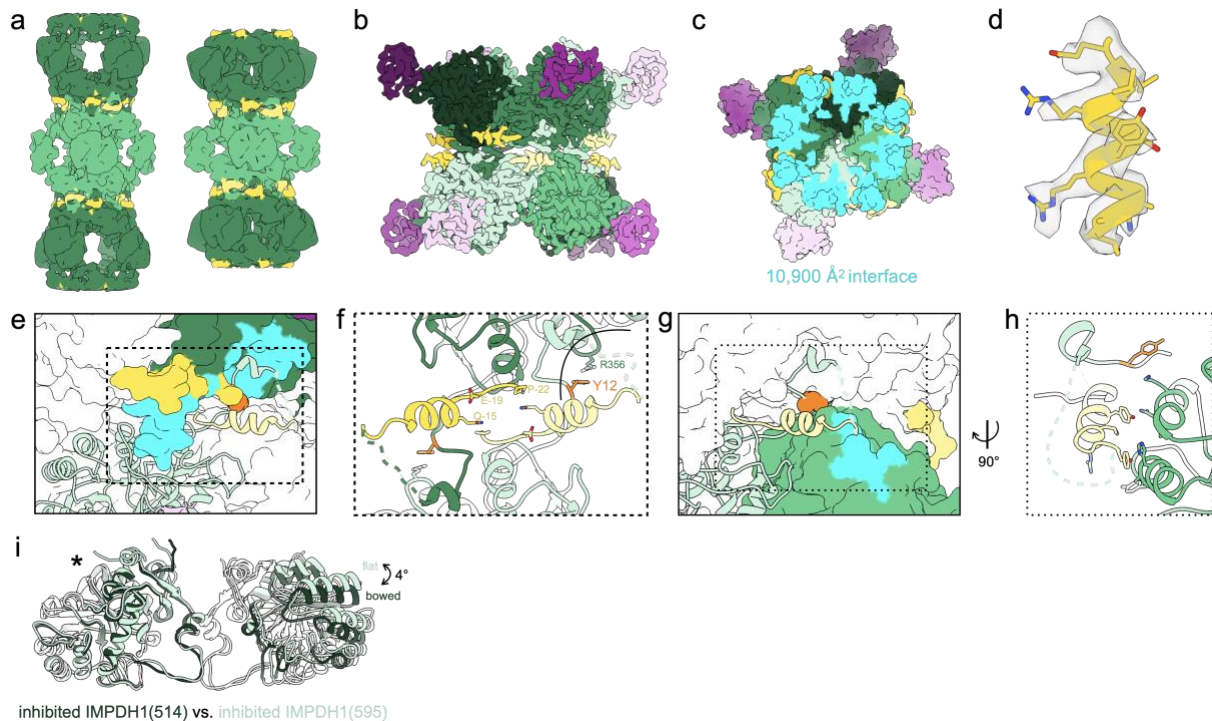 a
b
c
d
10,900 Å² interface
e
f
g
h
R356
Y12
P-22
E-19
Q-15
90°
i
*
flat
4°
bowed
inhibited IMPDH1(514) vs. inhibited IMPDH1(595)